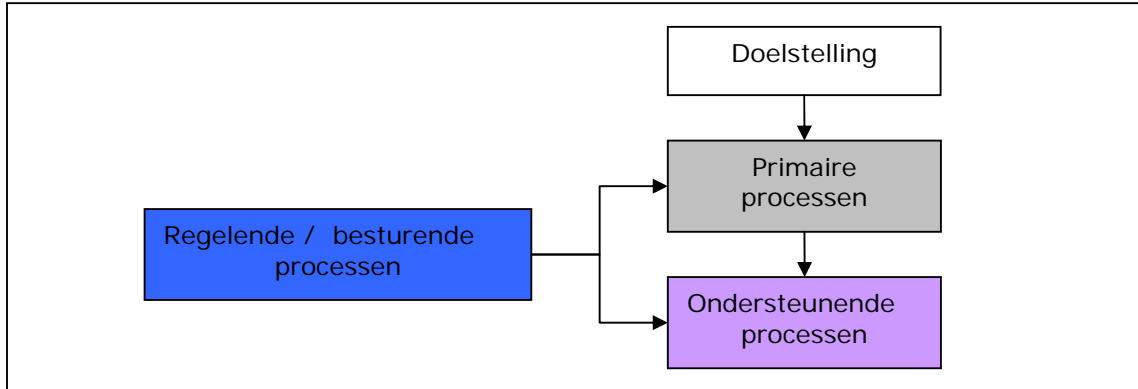 Doelstelling
Primaire
processen
Regelende / besturende
processen
Ondersteunende
processen